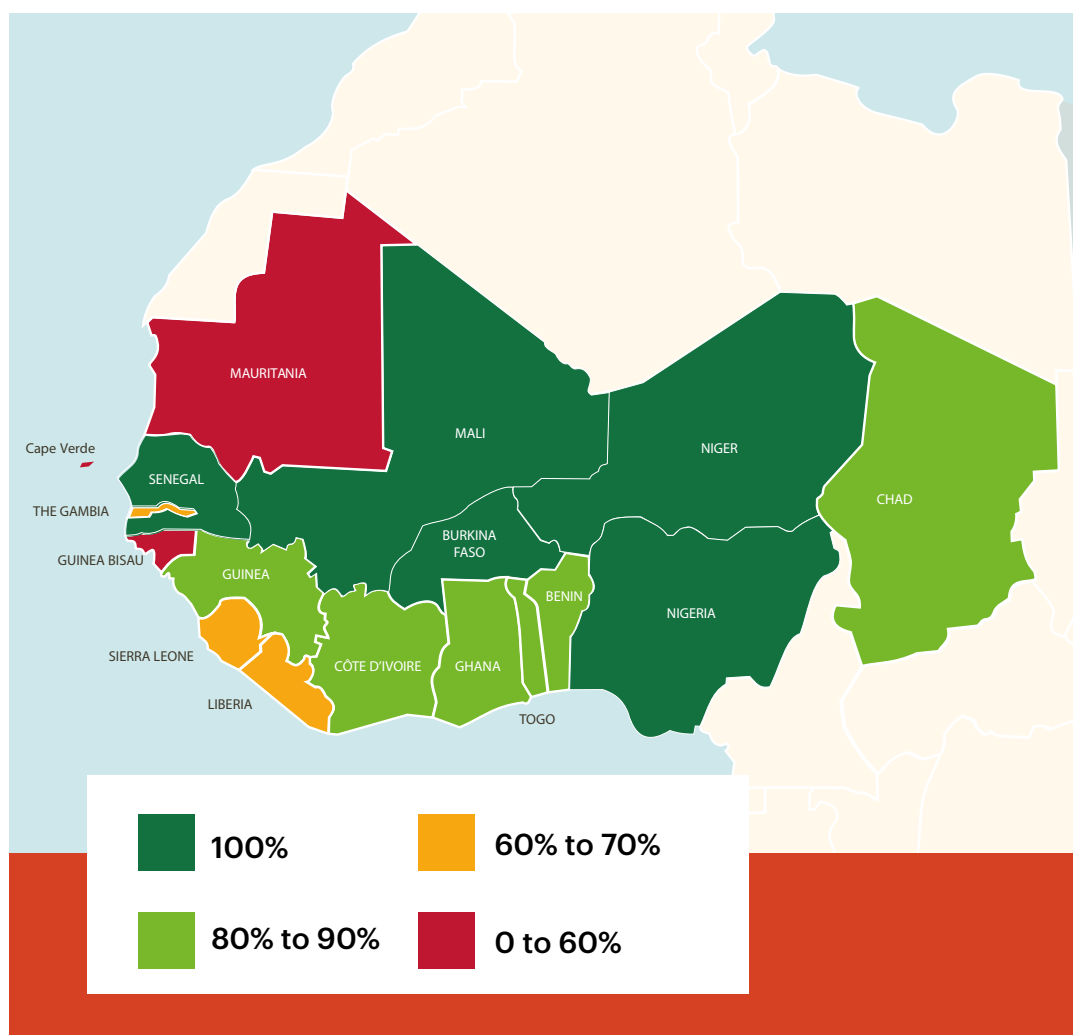 MAURITANIA
MALI
NIGER
Cape Verde
SENEGAL
CHAD
THE GAMBIA
BURKINA
FASO
GUINEA BISAU
GUINEA
BENIN
NIGERIA
SIERRA LEONE
CÔTE D'IVOIRE
GHANA
LIBERIA
TOGO
100%
60% to 70%
80% to 90%
0 to 60%